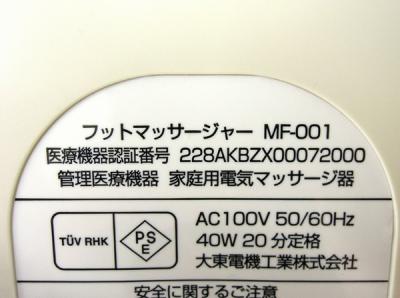 フットマッサージャー MF-001
医療機器認証番号 228AKBZX00072000
管理医療機器 家庭用電気マッサージ器
TÜV RHK
PS
E
AC100V 50/60Hz
40W 20分定格
大東電機工業株式会社
安全に関するご注意